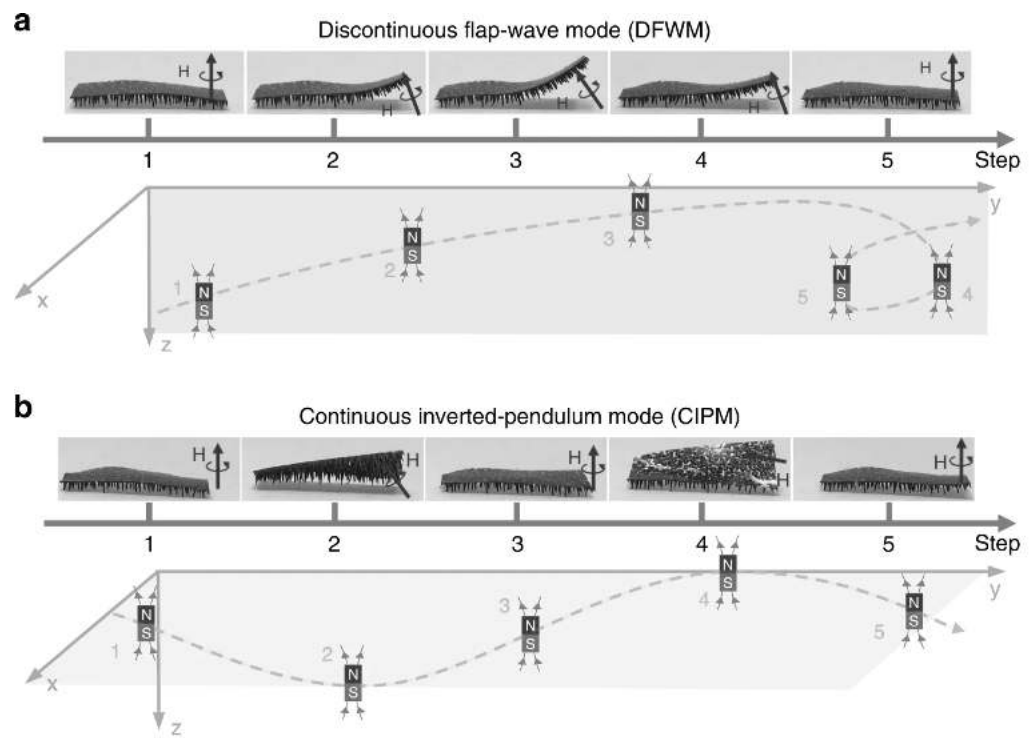 a
Discontinuous flap-wave mode (DFWM)
H H H H H
1 2 3 4 5 Step
y
x
z
1 N S
2 N S
3 N S
4 N S
5 N S
b
Continuous inverted-pendulum mode (CIPM)
H H H H H
1 2 3 4 5 Step
y
x
z
1 N S
2 N S
3 N S
4 N S
5 N S